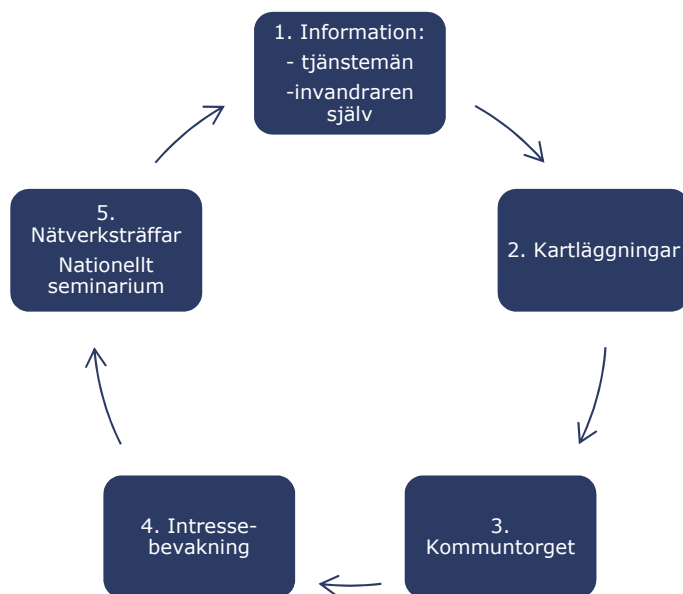 1. Information:
- tjänstemän
-invandraren
själv
2. Kartläggningar
3.
Kommuntorget
4. Intresse-
bevakning
5.
Nätverksträffar
Nationellt
seminarium